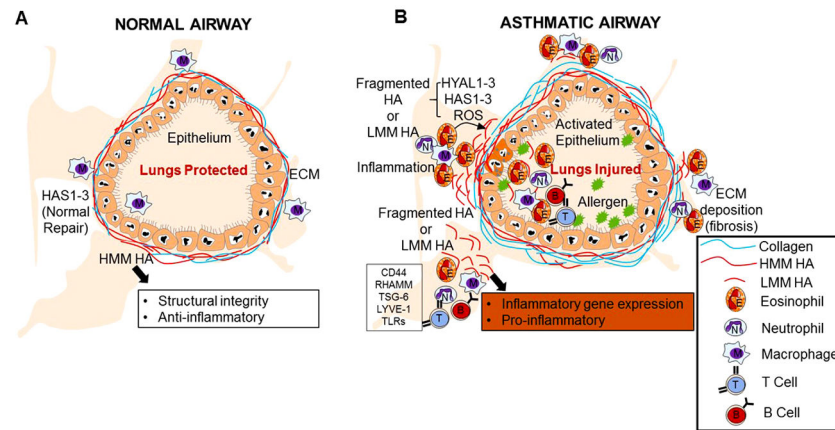 A
NORMAL AIRWAY
M
Epithelium
Lungs Protected
M
HAS1-3
(Normal
Repair)
M
ECM
M
HMM HA
• Structural integrity
• Anti-inflammatory
B
ASTHMATIC AIRWAY
E
M
E
N
E
Fragmented
HA
or
LMM HA
HYAL1-3
HAS1-3
ROS
Activated
Epithelium
E
N
M
E
E
E
Inflammation
Lungs Injured
E
E
N
B
M
E
T
Allergen
E
M
E
N
E
ECM
deposition
(fibrosis)
Fragmented HA
or
LMM HA
CD44
RHAMM
TSG-6
LYVE-1
TLRs
E
N
M
T
B
• Inflammatory gene expression
• Pro-inflammatory
Collagen
HMM HA
LMM HA
E
Eosinophil
N
Neutrophil
M
Macrophage
T
T Cell
B
B Cell